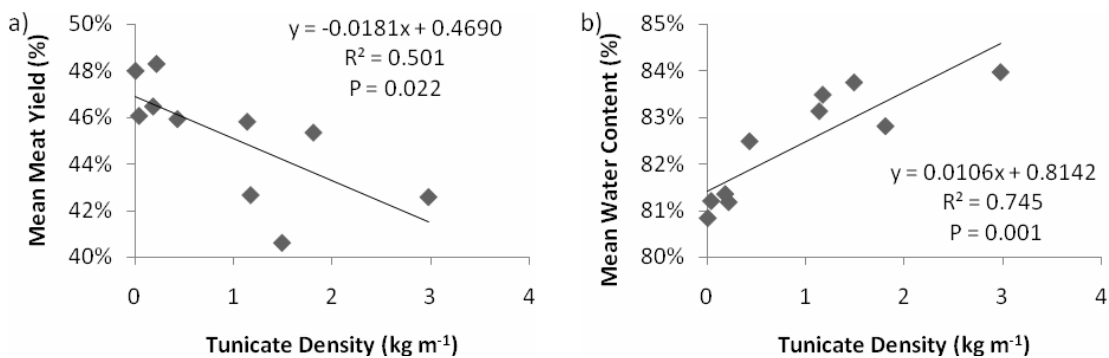 a)
Mean Meat Yield (%)
50%
48%
46%
44%
42%
40%
y = -0.0181x + 0.4690
R² = 0.501
P = 0.022
0 1 2 3 4
Tunicate Density (kg m⁻¹)
b)
Mean Water Content (%)
85%
84%
83%
82%
81%
80%
y = 0.0106x + 0.8142
R² = 0.745
P = 0.001
0 1 2 3 4
Tunicate Density (kg m⁻¹)